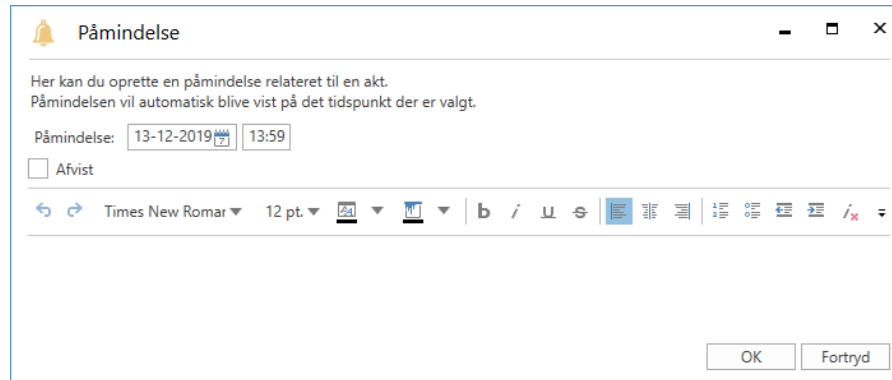 Påmindelse
Her kan du oprette en påmindelse relateret til en akt.
Påmindelsen vil automatisk blive vist på det tidspunkt der er valgt.
Påmindelse: 13-12-2019 13:59
Afvist
Times New Romar 12 pt. b i u s
OK Fortryd